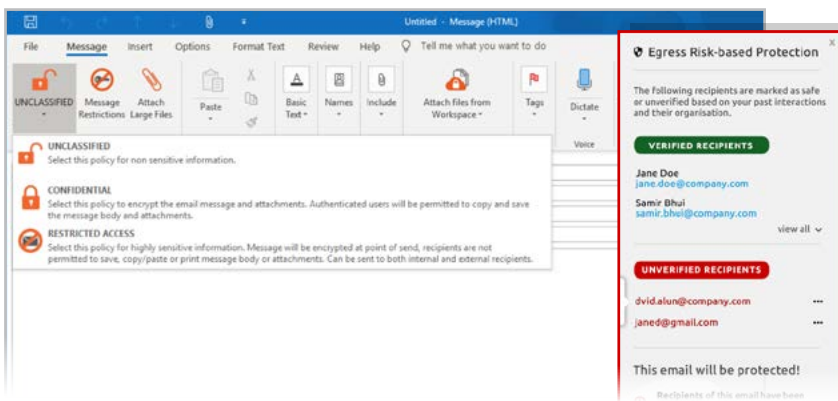 Untitled - Message (HTML)
File Message Insert Options Format Text Review Help Tell me what you want to do
UNCLASSIFIED
Message Restrictions
Attach Large Files
Paste
Basic Text
Names
Include
Attach files from Workspace
Tags
Dictate
Voice
UNCLASSIFIED
Select this policy for non sensitive information.
CONFIDENTIAL
Select this policy to encrypt the email message and attachments. Authenticated users will be permitted to copy and save
the message body and attachments.
RESTRICTED ACCESS
Select this policy for highly sensitive information. Message will be encrypted at point of send, recipients are not
permitted to save, copy/paste or print message body or attachments. Can be sent to both internal and external recipients.
x
Egress Risk-based Protection
The following recipients are marked as safe
or unverified based on your past interactions
and their organisation.
VERIFIED RECIPIENTS
Jane Doe
jane.doe@company.com
Samir Bhui
samir.bhui@company.com
view all
UNVERIFIED RECIPIENTS
dvid.alun@company.com
janed@gmail.com
This email will be protected!
Recipients of this email have been